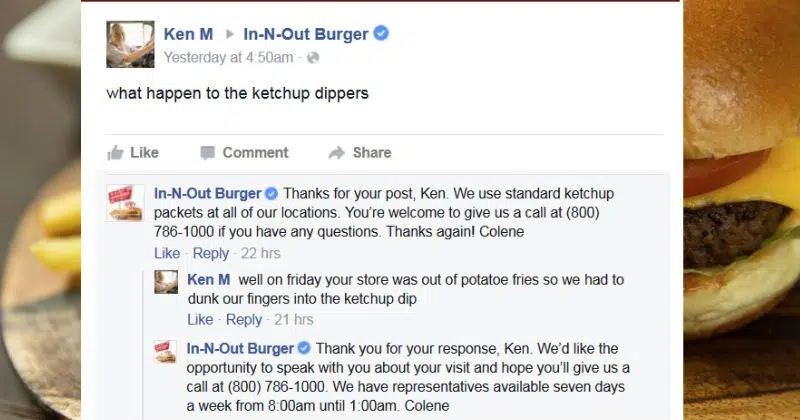 Ken M ▶ In-N-Out Burger
Yesterday at 4:50am ·
what happen to the ketchup dippers
Like Comment Share
In-N-Out Burger Thanks for your post, Ken. We use standard ketchup
packets at all of our locations. You're welcome to give us a call at (800)
786-1000 if you have any questions. Thanks again! Colene
Like · Reply · 22 hrs
Ken M well on friday your store was out of potatoe fries so we had to
dunk our fingers into the ketchup dip
Like · Reply · 21 hrs
In-N-Out Burger Thank you for your response, Ken. We'd like the
opportunity to speak with you about your visit and hope you'll give us a
call at (800) 786-1000. We have representatives available seven days
a week from 8:00am until 1:00am. Colene